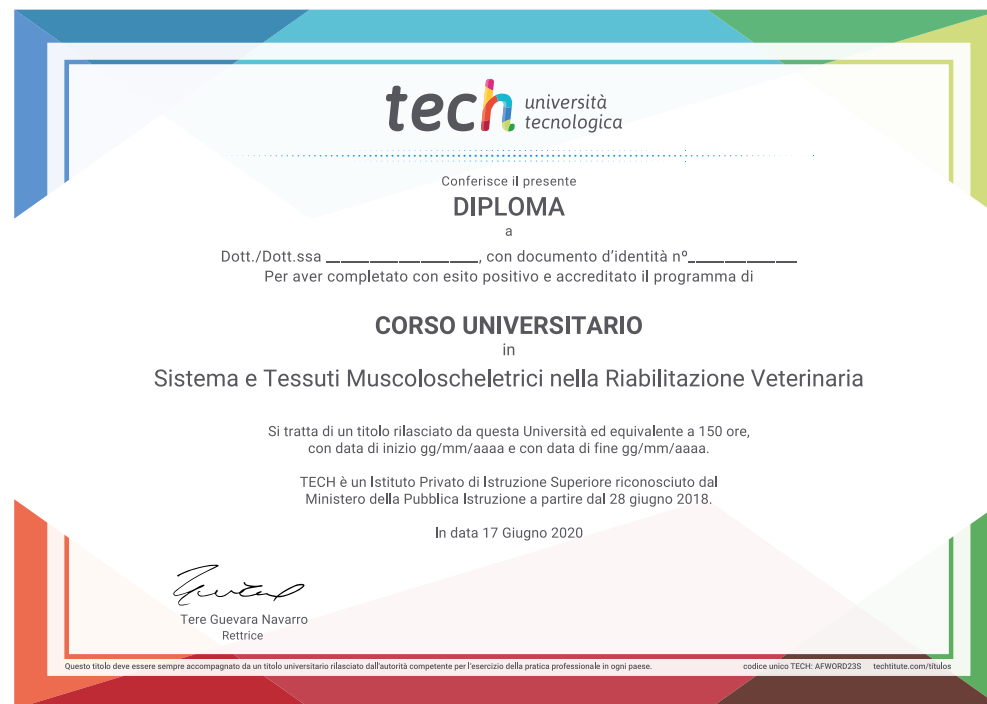 tech università
tecnologica
Conferisce il presente
DIPLOMA
a
Dott./Dott.ssa _________________, con documento d'identità nº____________
Per aver completato con esito positivo e accreditato il programma di
CORSO UNIVERSITARIO
in
Sistema e Tessuti Muscoloscheletrici nella Riabilitazione Veterinaria
Si tratta di un titolo rilasciato da questa Università ed equivalente a 150 ore,
con data di inizio gg/mm/aaaa e con data di fine gg/mm/aaaa.
TECH è un Istituto Privato di Istruzione Superiore riconosciuto dal
Ministero della Pubblica Istruzione a partire dal 28 giugno 2018.
In data 17 Giugno 2020
Tere Guevara Navarro
Rettrice
Questo titolo deve essere sempre accompagnato da un titolo universitario rilasciato dall'autorità competente per l'esercizio della pratica professionale in ogni paese. codice unico TECH: AFWORD23S techtitute.com/titulos